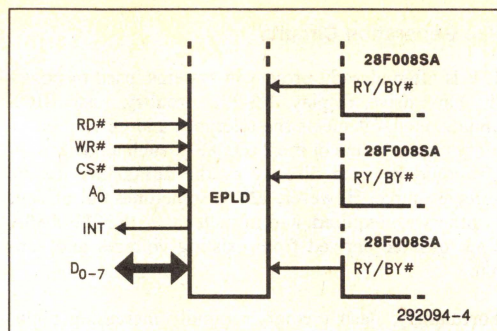 28F008SA
RY/BY#
RD#
WR#
CS#
A0
INT
D0-7
EPLD
28F008SA
RY/BY#
28F008SA
RY/BY#
292094-4